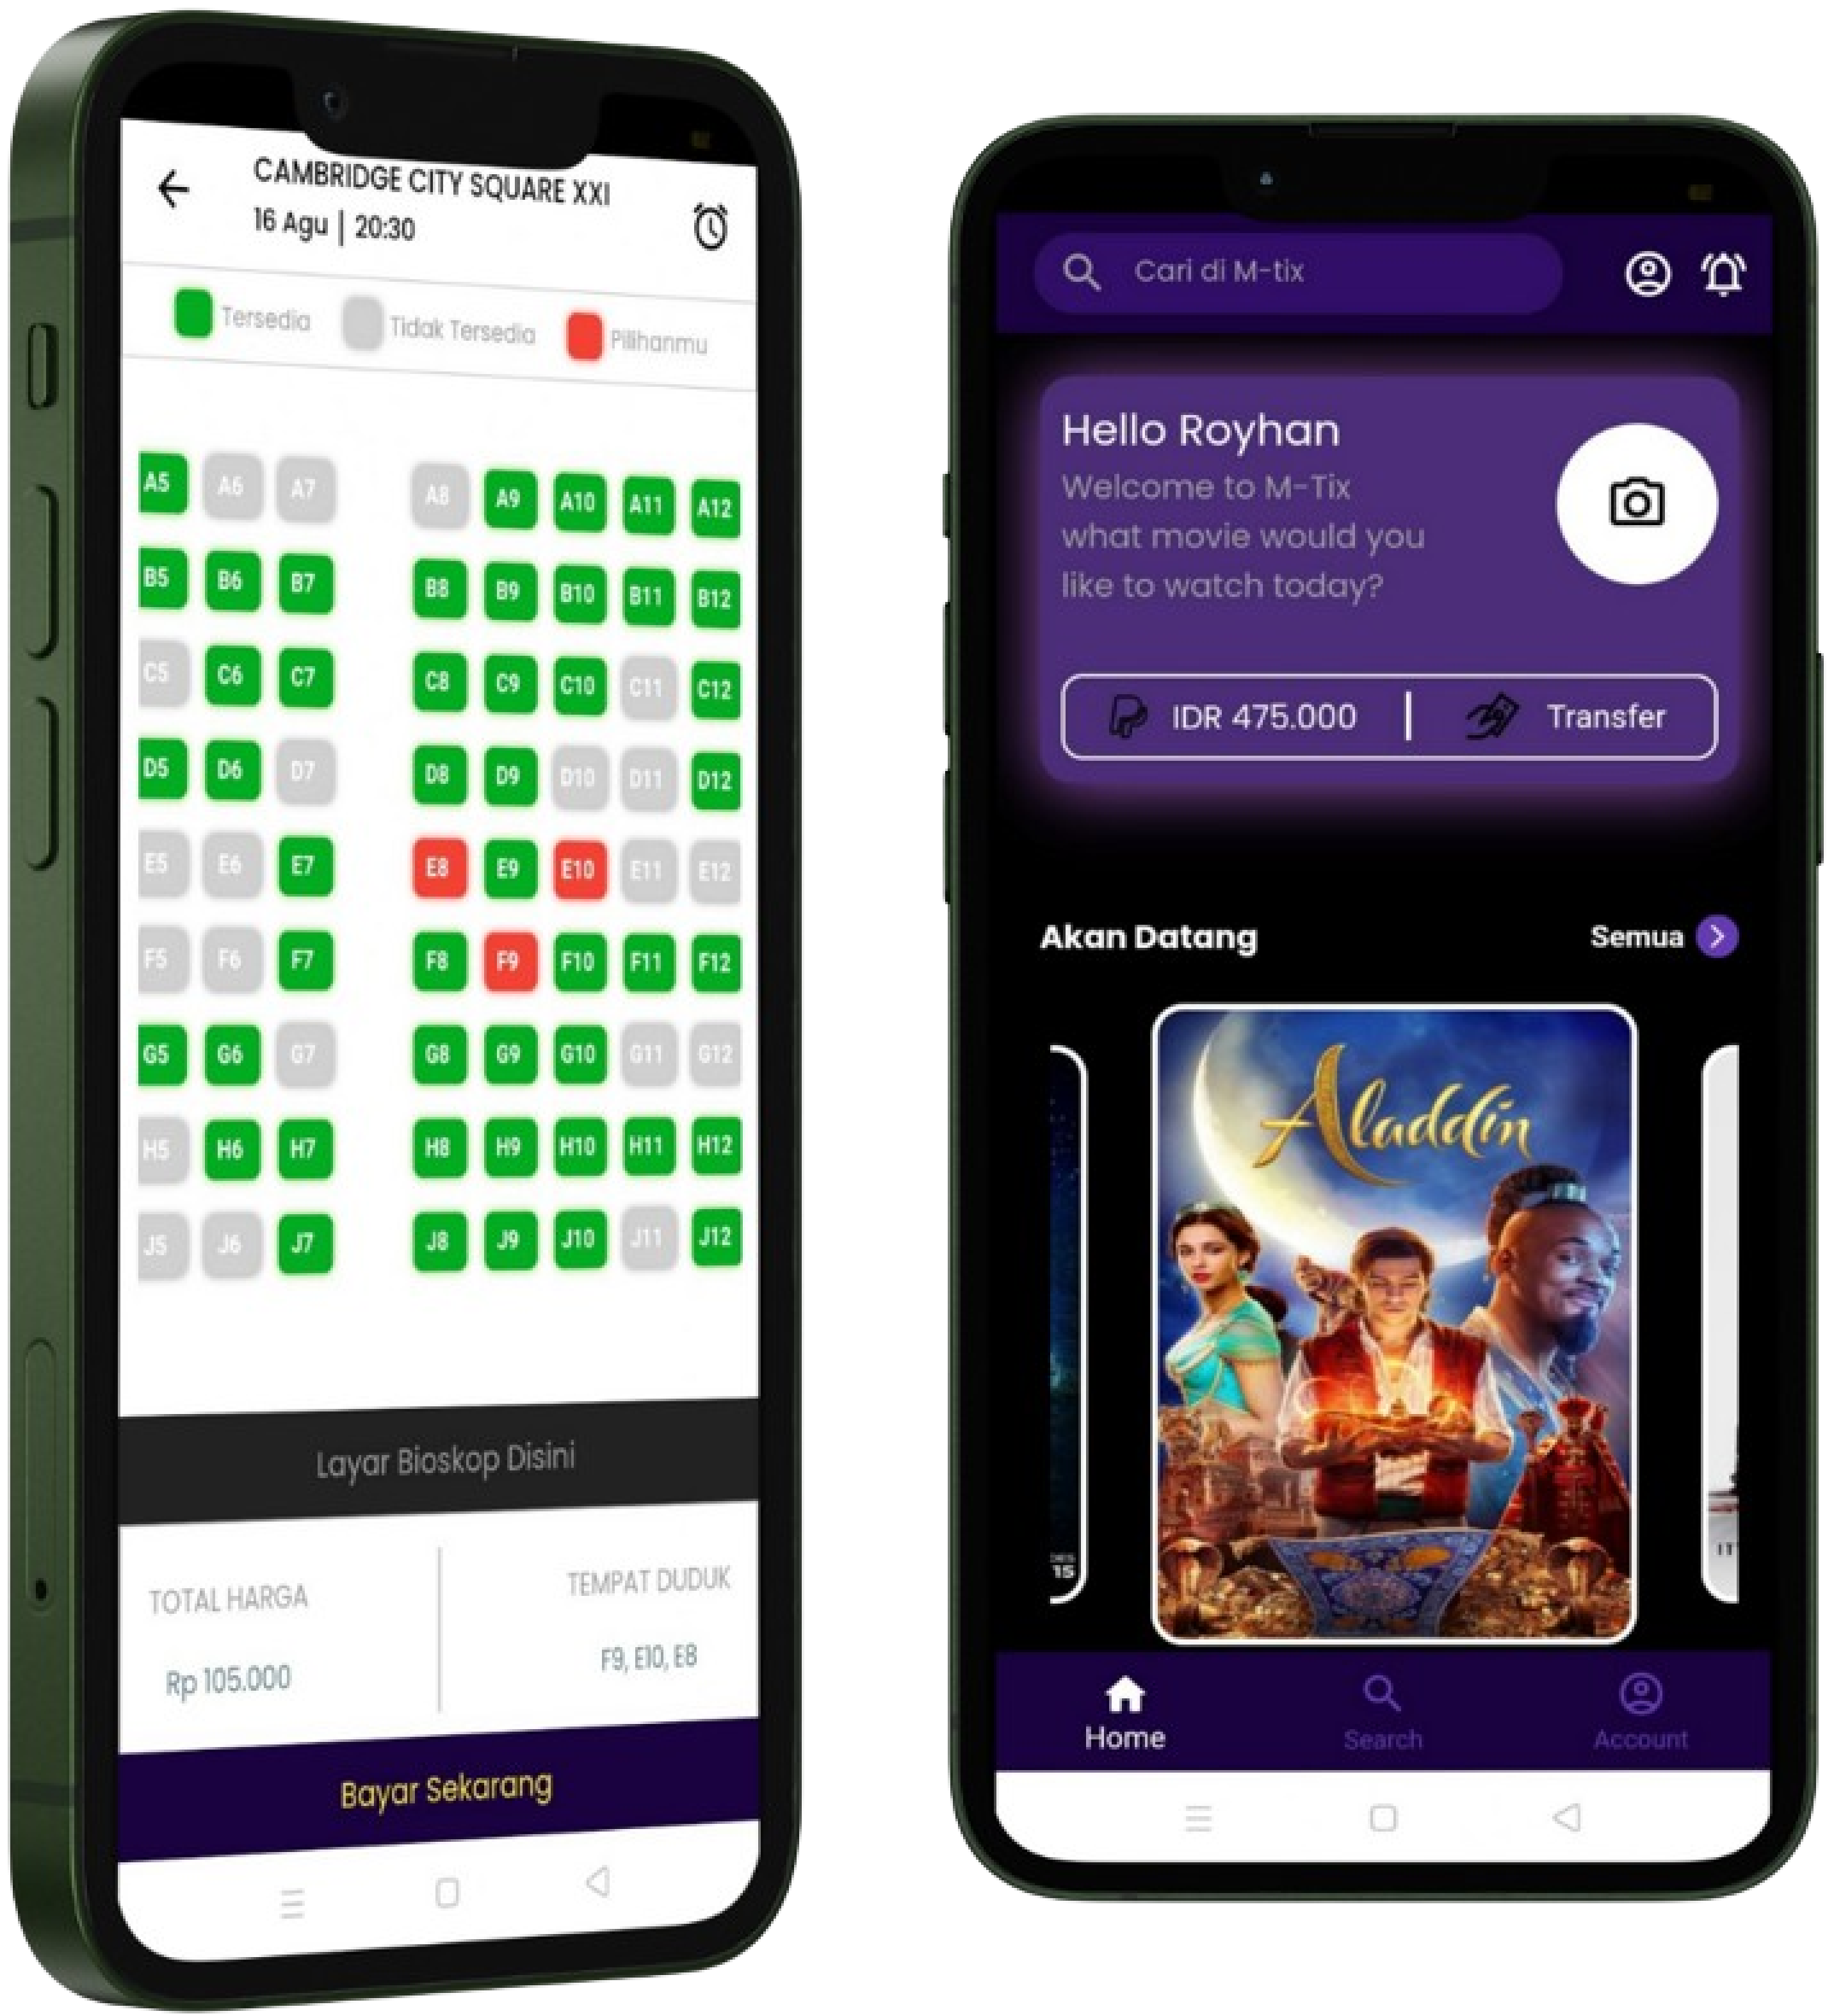 CAMBRIDGE CITY SQUARE XXI
16 Agu | 20:30
Tersedia Tidak Tersedia Pilihanmu
A5 A6 A7 A8 A9 A10 A11 A12
B5 B6 B7 B8 B9 B10 B11 B12
C5 C6 C7 C8 C9 C10 C11 C12
D5 D6 D7 D8 D9 D10 D11 D12
E5 E6 E7 E8 E9 E10 E11 E12
F5 F6 F7 F8 F9 F10 F11 F12
G5 G6 G7 G8 G9 G10 G11 G12
H5 H6 H7 H8 H9 H10 H11 H12
J5 J6 J7 J8 J9 J10 J11 J12
Layar Bioskop Disini
TOTAL HARGA
Rp 105.000
TEMPAT DUDUK
F9, E10, E8
Bayar Sekarang
Cari di M-tix
Hello Royhan
Welcome to M-Tix
what movie would you
like to watch today?
IDR 475.000 | Transfer
Akan Datang
Semua
Aladdin
15
IT
Home Search Account